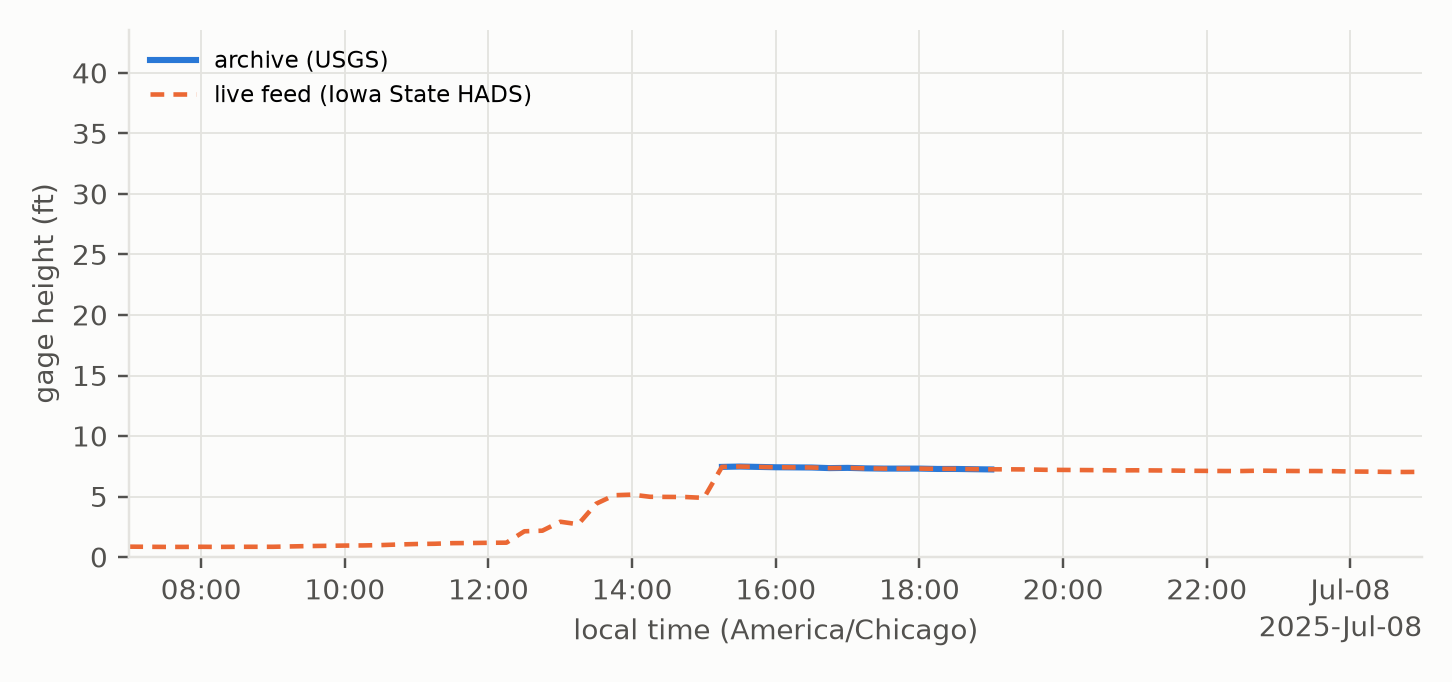 archive (USGS)
live feed (Iowa State HADS)
40
35
30
25
20
15
10
5
0
gage height (ft)
08:00 10:00 12:00 14:00 16:00 18:00 20:00 22:00 Jul-08
2025-Jul-08
local time (America/Chicago)